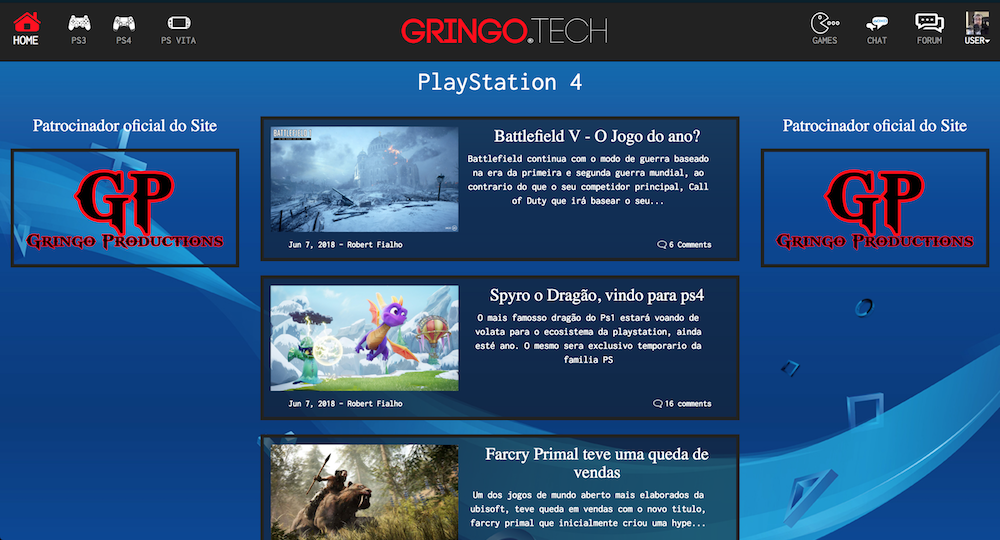 HOME
PS3
PS4
PS VITA
GRINGO.TECH
GAMES
CHAT
FORUM
USER
PlayStation 4
Patrocinador oficial do Site
GP
Gringo Productions
BATTLEFIELD
Battlefield V - O Jogo do ano?
Battlefield continua com o modo de guerra baseado
na era da primeira e segunda guerra mundial, ao
contrario do que o seu competidor principal, Call
of Duty que irá basear o seu...
Jun 7, 2018 - Robert Fialho
6 Comments
Spyro o Dragão, vindo para ps4
O mais famosso dragão do Ps1 estará voando de
volata para o ecosistema da playstation, ainda
esté ano. O mesmo sera exclusivo temporario da
familia PS
Jun 7, 2018 - Robert Fialho
16 comments
Farcry Primal teve uma queda de
vendas
Um dos jogos de mundo aberto mais elaborados da
ubisoft, teve queda em vendas com o novo titulo,
farcry primal que inicialmente criou uma hype...
Patrocinador oficial do Site
GP
Gringo Productions